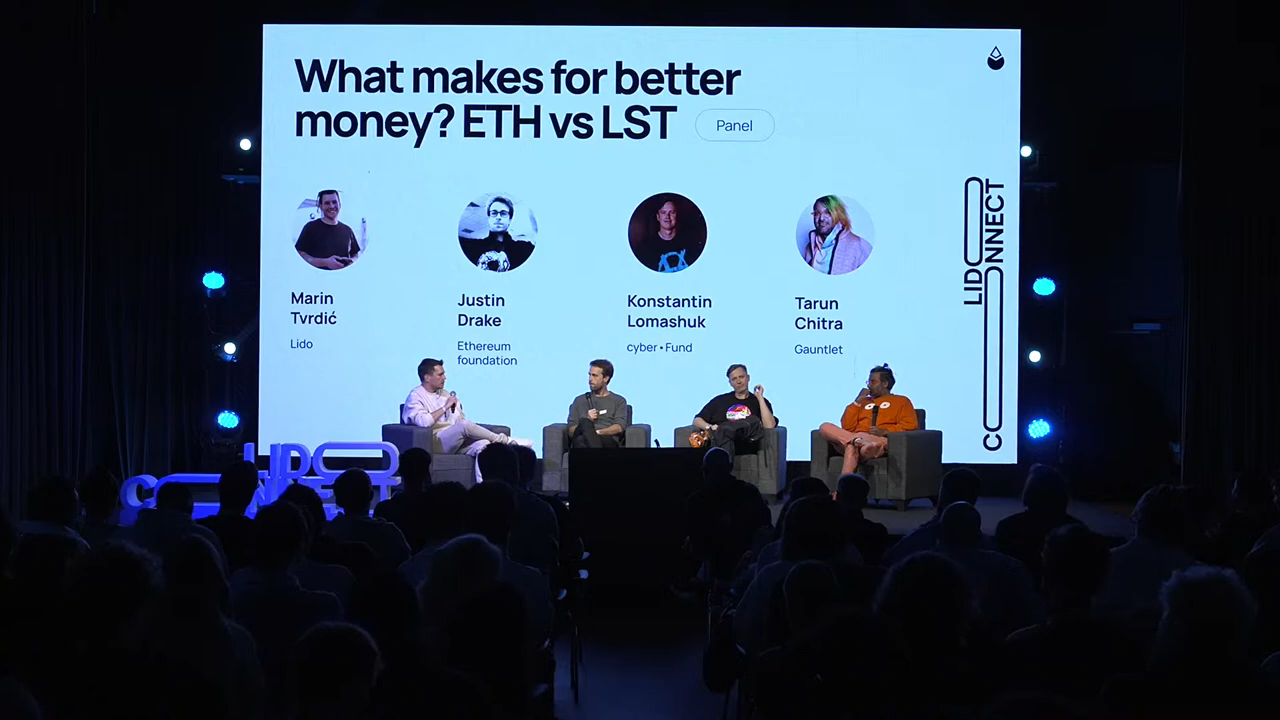 What makes for better
money? ETH vs LST
Panel
Marin
Tvrdić
Lido
Justin
Drake
Ethereum
foundation
Konstantin
Lomashuk
cyber•Fund
Tarun
Chitra
Gauntlet
LIDO
CONNECT
LIDO